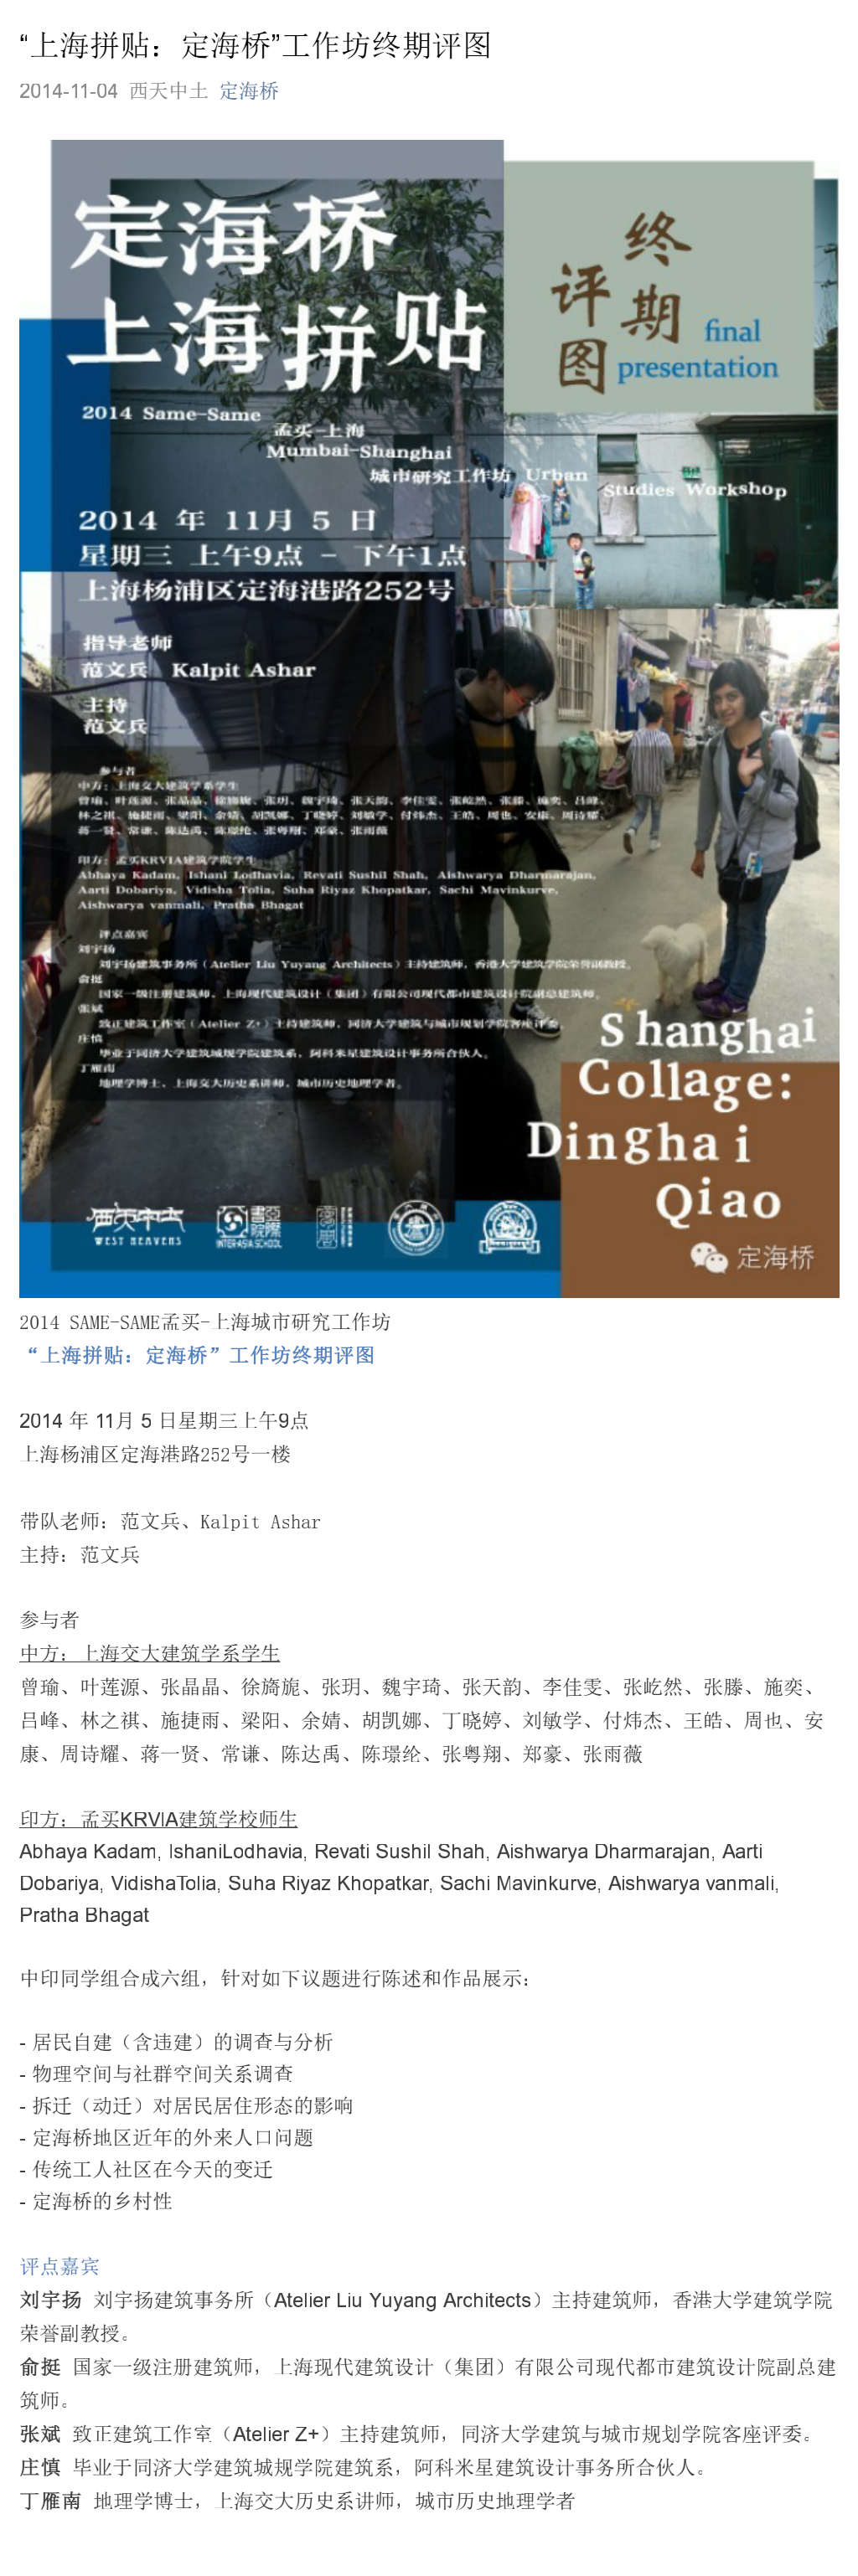 “上海拼贴：定海桥”工作坊终期评图
2014-11-04 西天中土 定海桥
定海桥
上海拼贴
终期
评图
final
presentation
2014 Same-Same
孟买-上海
Mumbai-Shanghai
城市研究工作坊 Urban
Studies Workshop
2014 年 11月 5 日
星期三 上午9点 - 下午1点
上海杨浦区定海港路252号
指导老师
范文兵 Kalpit Ashar
主持
范文兵
参与者
中方：上海交大建筑学系学生
曾瑜、叶莲源、张晶晶、徐旖旎、张玥、魏宇琦、张天韵、李佳雯、张屹然、张滕、施奕、吕峰、
林之祺、施捷雨、梁阳、余婧、胡凯娜、丁晓婷、刘敏学、付炜杰、王皓、周也、安康、周诗耀、
蒋一贤、常谦、陈达禹、陈璟纶、张粤翔、郑豪、张雨薇
印方：孟买KRVIA建筑学院学生
Abhaya Kadam, Ishani Lodhavia, Revati Sushil Shah, Aishwarya Dharmarajan,
Aarti Dobariya, Vidisha Tolia, Suha Riyaz Khopatkar, Sachi Mavinkurve,
Aishwarya vanmali, Pratha Bhagat
评点嘉宾
刘宇扬
刘宇扬建筑事务所（Atelier Liu Yuyang Architects）主持建筑师，香港大学建筑学院荣誉副教授。
俞挺
国家一级注册建筑师，上海现代建筑设计（集团）有限公司现代都市建筑设计院副总建筑师。
张斌
致正建筑工作室（Atelier Z+）主持建筑师，同济大学建筑与城市规划学院客座评委。
庄慎
毕业于同济大学建筑城规学院建筑系，阿科米星建筑设计事务所合伙人。
丁雁南
地理学博士，上海交大历史系讲师，城市历史地理学者。
Shanghai
Collage:
Dinghai
Qiao
西天中土
WEST HEAVENS
INTER ASIA SCHOOL
定海桥
2014 SAME-SAME孟买-上海城市研究工作坊
“上海拼贴：定海桥”工作坊终期评图
2014 年 11月 5 日星期三上午9点
上海杨浦区定海港路252号一楼
带队老师：范文兵、Kalpit Ashar
主持：范文兵
参与者
中方：上海交大建筑学系学生
曾瑜、叶莲源、张晶晶、徐旖旎、张玥、魏宇琦、张天韵、李佳雯、张屹然、张滕、施奕、
吕峰、林之祺、施捷雨、梁阳、余婧、胡凯娜、丁晓婷、刘敏学、付炜杰、王皓、周也、安
康、周诗耀、蒋一贤、常谦、陈达禹、陈璟纶、张粤翔、郑豪、张雨薇
印方：孟买KRVIA建筑学校师生
Abhaya Kadam, IshaniLodhavia, Revati Sushil Shah, Aishwarya Dharmarajan, Aarti
Dobariya, VidishaTolia, Suha Riyaz Khopatkar, Sachi Mavinkurve, Aishwarya vanmali,
Pratha Bhagat
中印同学组合成六组，针对如下议题进行陈述和作品展示：
- 居民自建（含违建）的调查与分析
- 物理空间与社群空间关系调查
- 拆迁（动迁）对居民居住形态的影响
- 定海桥地区近年的外来人口问题
- 传统工人社区在今天的变迁
- 定海桥的乡村性
评点嘉宾
刘宇扬 刘宇扬建筑事务所（Atelier Liu Yuyang Architects）主持建筑师，香港大学建筑学院
荣誉副教授。
俞挺 国家一级注册建筑师，上海现代建筑设计（集团）有限公司现代都市建筑设计院副总建
筑师。
张斌 致正建筑工作室（Atelier Z+）主持建筑师，同济大学建筑与城市规划学院客座评委。
庄慎 毕业于同济大学建筑城规学院建筑系，阿科米星建筑设计事务所合伙人。
丁雁南 地理学博士，上海交大历史系讲师，城市历史地理学者